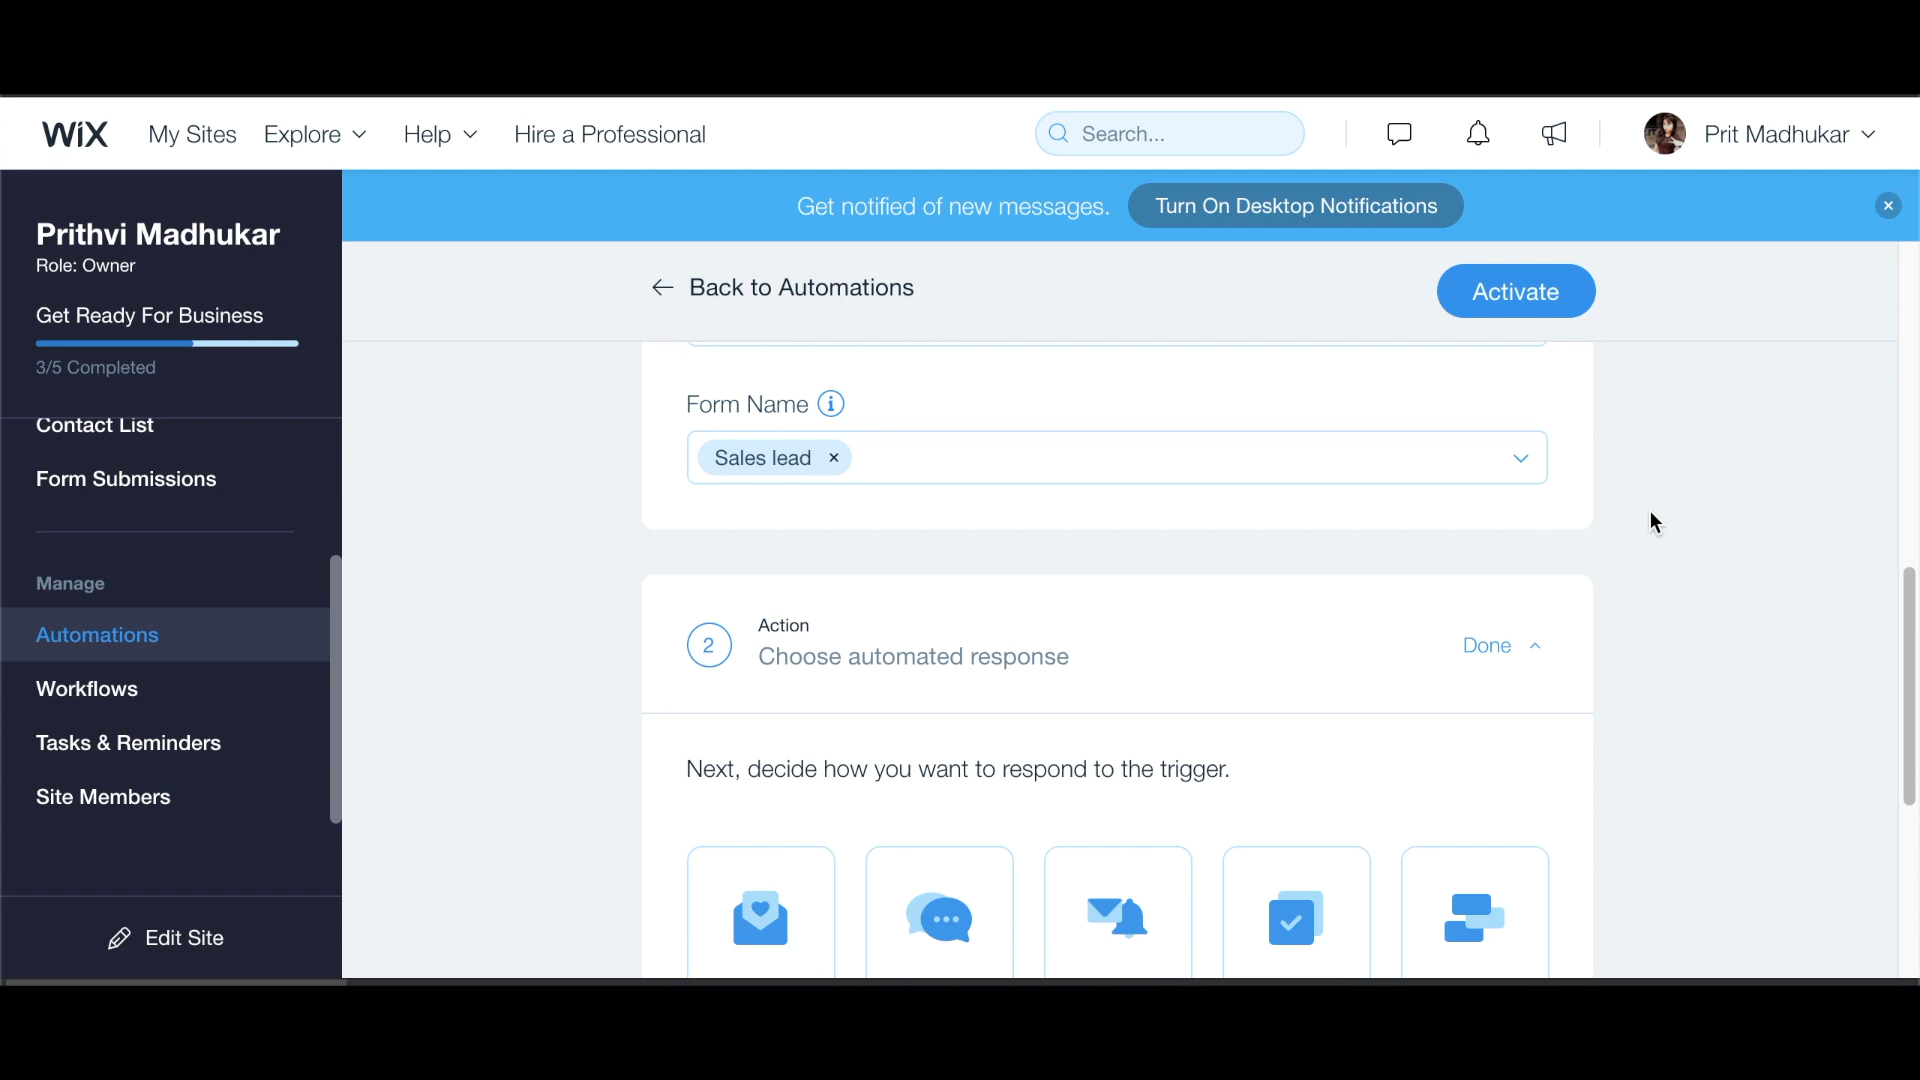 WiX My Sites Explore Help Hire a Professional Search... Prit Madhukar
Get notified of new messages. Turn On Desktop Notifications
Prithvi Madhukar
Role: Owner
Get Ready For Business
3/5 Completed
Contact List
Form Submissions
Manage
Automations
Workflows
Tasks & Reminders
Site Members
Edit Site
Back to Automations
Activate
Form Name
Sales lead
2
Action
Choose automated response
Done
Next, decide how you want to respond to the trigger.